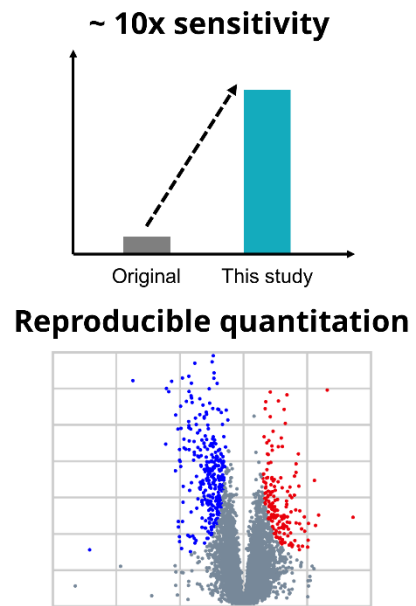 ~ 10x sensitivity
Original
This study
Reproducible quantitation